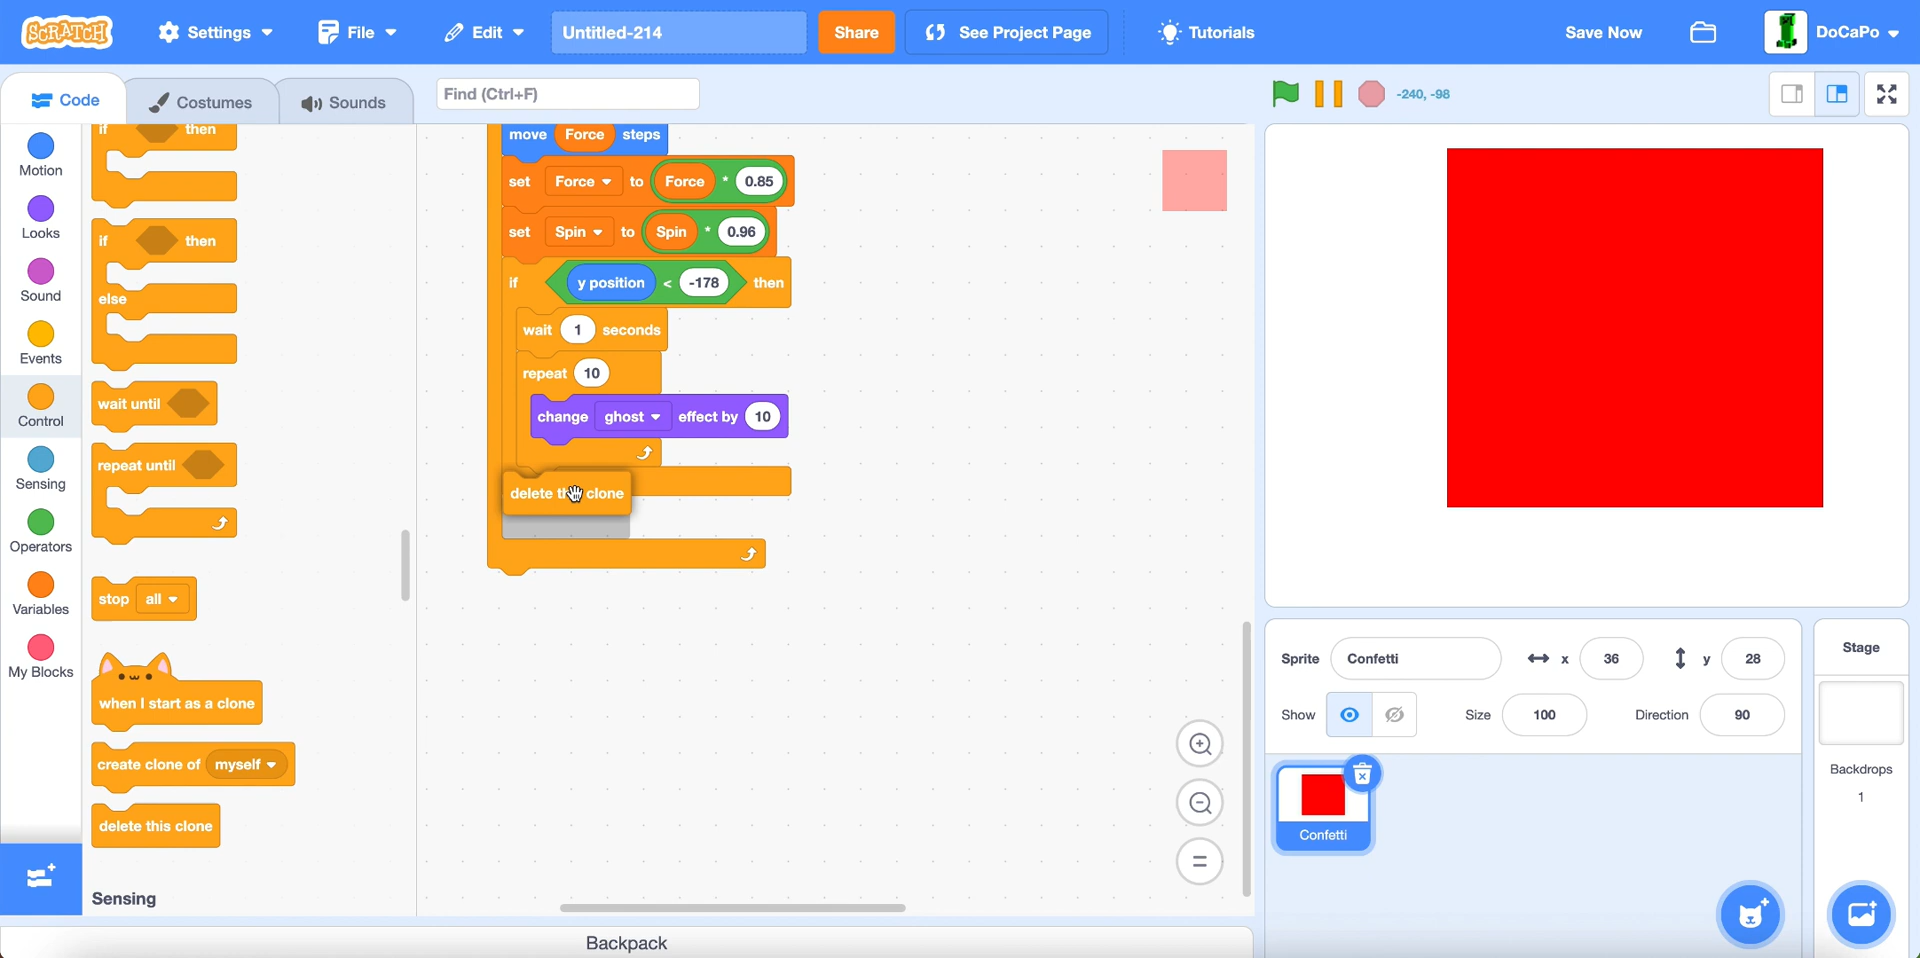 SCRATCH Settings File Edit Untitled-214 Share See Project Page Tutorials Save Now DoCaPo
Code Costumes Sounds Find (Ctrl+F) -240, -98
Motion
Looks
Sound
Events
Control
Sensing
Operators
Variables
My Blocks
if then
if then
else
wait until
repeat until
stop all
when I start as a clone
create clone of myself
delete this clone
Sensing
move Force steps
set Force to Force * 0.85
set Spin to Spin * 0.96
if y position < -178 then
wait 1 seconds
repeat 10
change ghost effect by 10
delete clone
Backpack
Sprite Confetti x 36 y 28
Show Size 100 Direction 90
Confetti
Stage
Backdrops
1